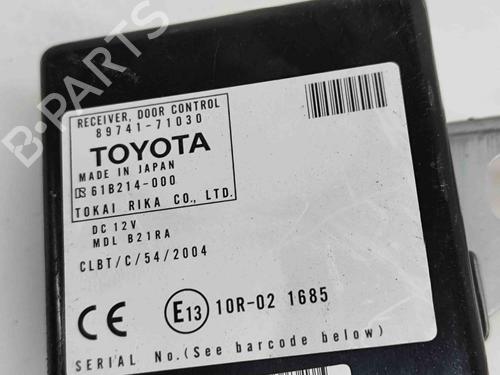 B-PARTS
RECEIVER, DOOR CONTROL
89741-71030
TOYOTA
MADE IN JAPAN
61B214-000
TOKAI RIKA CO., LTD.
DC 12V
MDL B21RA
CLBT/C/54/2004
CE E13 10R-02 1685
SERIAL No.(See barcode below)